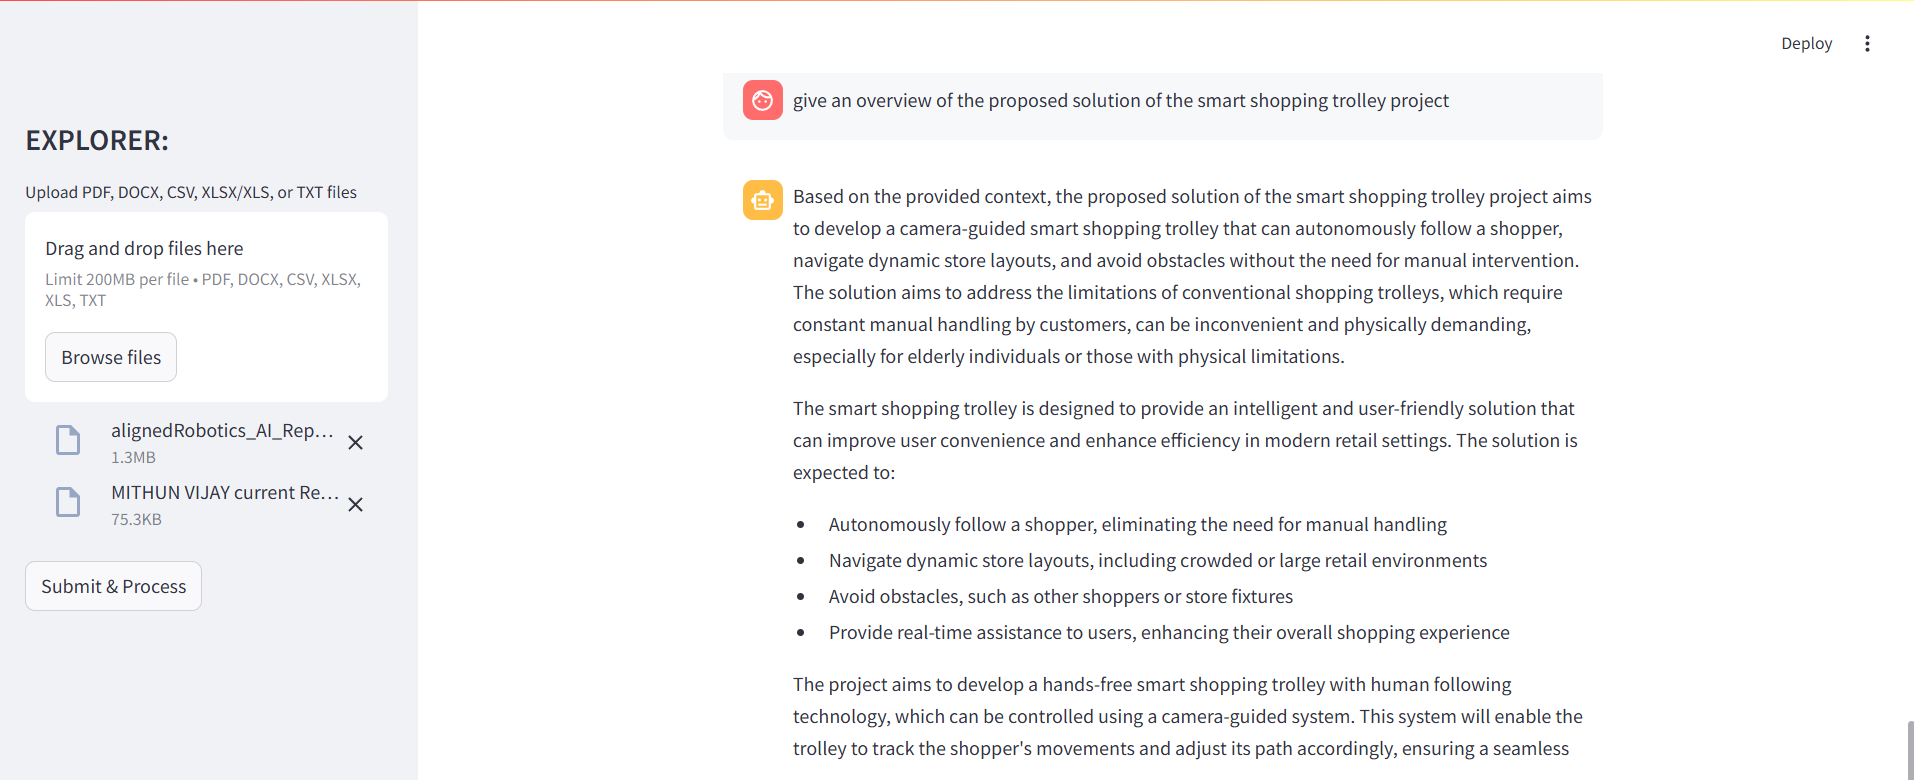 Deploy
EXPLORER:
Upload PDF, DOCX, CSV, XLSX/XLS, or TXT files
Drag and drop files here
Limit 200MB per file • PDF, DOCX, CSV, XLSX,
XLS, TXT
Browse files
alignedRobotics_AI_Rep...
1.3MB
MITHUN VIJAY current Re...
75.3KB
Submit & Process
give an overview of the proposed solution of the smart shopping trolley project
Based on the provided context, the proposed solution of the smart shopping trolley project aims
to develop a camera-guided smart shopping trolley that can autonomously follow a shopper,
navigate dynamic store layouts, and avoid obstacles without the need for manual intervention.
The solution aims to address the limitations of conventional shopping trolleys, which require
constant manual handling by customers, can be inconvenient and physically demanding,
especially for elderly individuals or those with physical limitations.
The smart shopping trolley is designed to provide an intelligent and user-friendly solution that
can improve user convenience and enhance efficiency in modern retail settings. The solution is
expected to:
• Autonomously follow a shopper, eliminating the need for manual handling
• Navigate dynamic store layouts, including crowded or large retail environments
• Avoid obstacles, such as other shoppers or store fixtures
• Provide real-time assistance to users, enhancing their overall shopping experience
The project aims to develop a hands-free smart shopping trolley with human following
technology, which can be controlled using a camera-guided system. This system will enable the
trolley to track the shopper's movements and adjust its path accordingly, ensuring a seamless